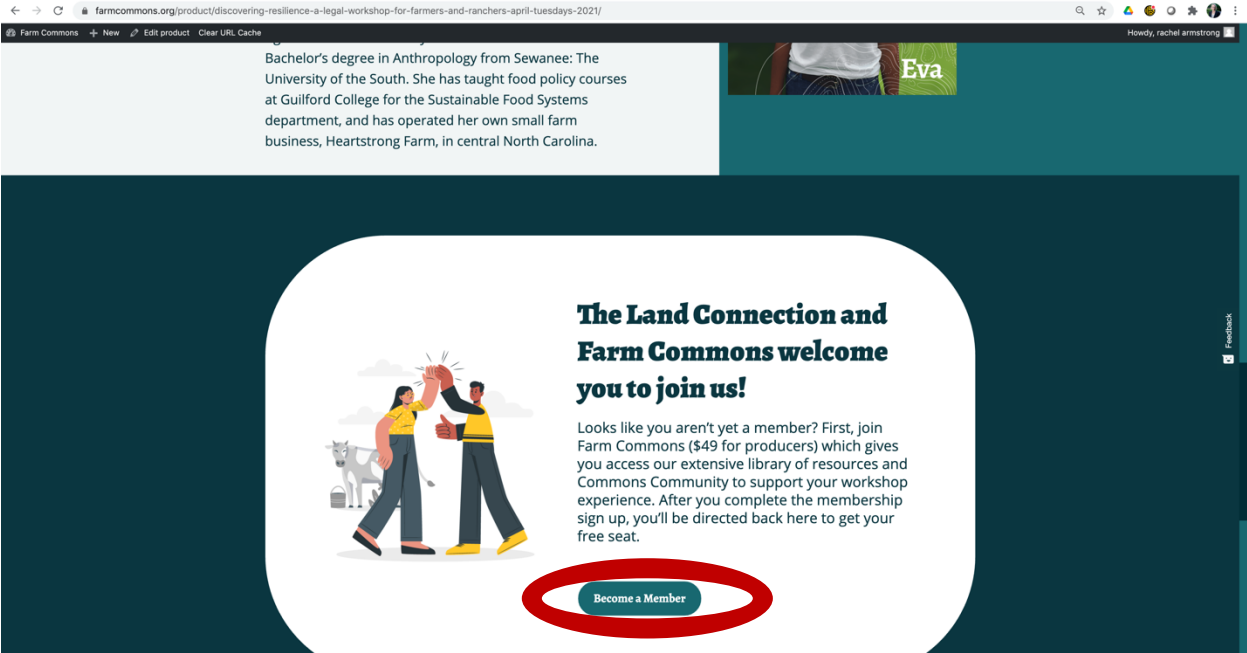 farmcommons.org/product/discovering-resilience-a-legal-workshop-for-farmers-and-ranchers-april-tuesdays-2021/
Farm Commons + New Edit product Clear URL Cache Howdy, rachel armstrong
Bachelor's degree in Anthropology from Sewanee: The
University of the South. She has taught food policy courses
at Guilford College for the Sustainable Food Systems
department, and has operated her own small farm
business, Heartstrong Farm, in central North Carolina.
Eva
The Land Connection and
Farm Commons welcome
you to join us!
Looks like you aren't yet a member? First, join
Farm Commons ($49 for producers) which gives
you access our extensive library of resources and
Commons Community to support your workshop
experience. After you complete the membership
sign up, you'll be directed back here to get your
free seat.
Become a Member
Feedback